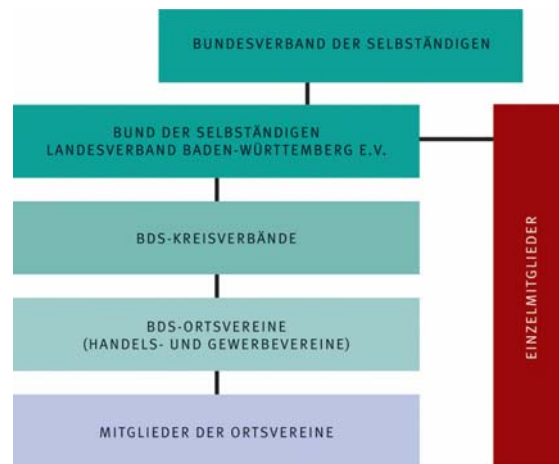 BUNDESVERBAND DER SELBSTÄNDIGEN
BUND DER SELBSTÄNDIGEN
LANDESVERBAND BADEN-WÜRTTEMBERG E.V.
BDS-KREISVERBÄNDE
BDS-ORTSVEREINE
(HANDELS- UND GEWERBEVEREINE)
MITGLIEDER DER ORTSVEREINE
EINZELMITGLIEDER